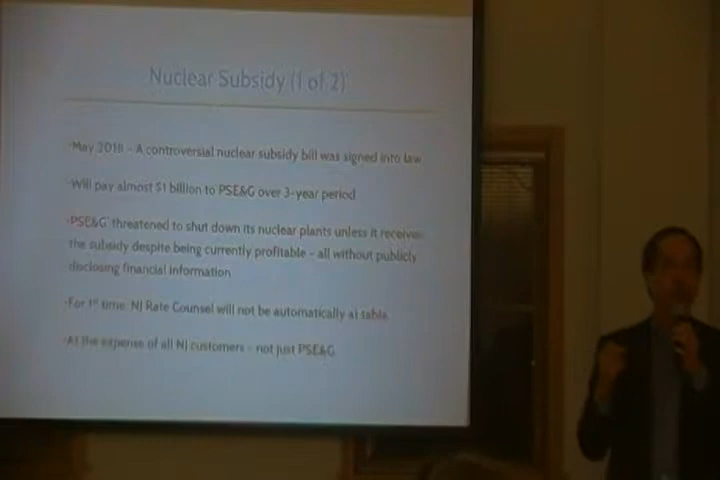 Nuclear Subsidy (1 of 2)
·May 2018 – A controversial nuclear subsidy bill was signed into law
·Will pay almost $1 billion to PSE&G over 3-year period
·PSE&G threatened to shut down its nuclear plants unless it receives
the subsidy despite being currently profitable – all without publicly
disclosing financial information
·For 1st time, NJ Rate Counsel will not be automatically at table
·At the expense of all NJ customers – not just PSE&G